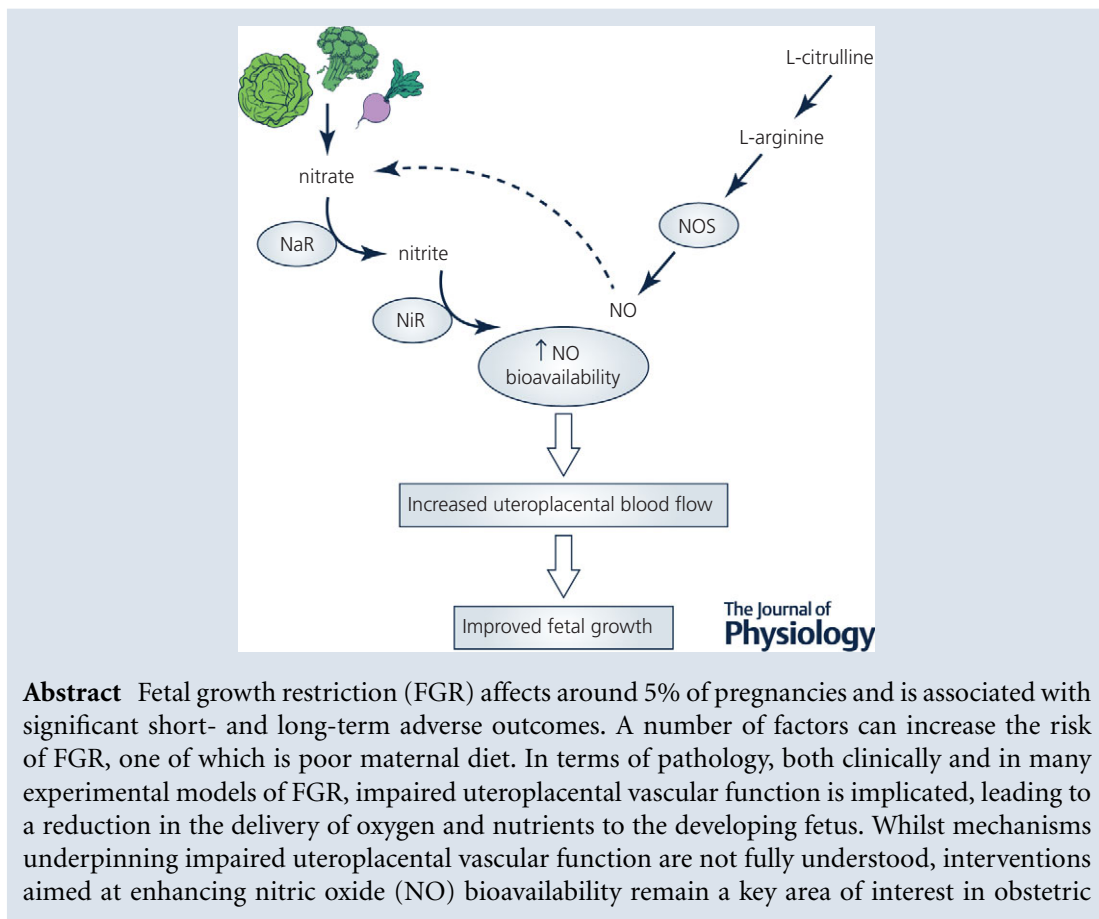 L-citrulline
L-arginine
nitrate
NOS
NaR
nitrite
NO
NiR
↑ NO
bioavailability
Increased uteroplacental blood flow
Improved fetal growth
The Journal of
Physiology
Abstract Fetal growth restriction (FGR) affects around 5% of pregnancies and is associated with
significant short- and long-term adverse outcomes. A number of factors can increase the risk
of FGR, one of which is poor maternal diet. In terms of pathology, both clinically and in many
experimental models of FGR, impaired uteroplacental vascular function is implicated, leading to
a reduction in the delivery of oxygen and nutrients to the developing fetus. Whilst mechanisms
underpinning impaired uteroplacental vascular function are not fully understood, interventions
aimed at enhancing nitric oxide (NO) bioavailability remain a key area of interest in obstetric